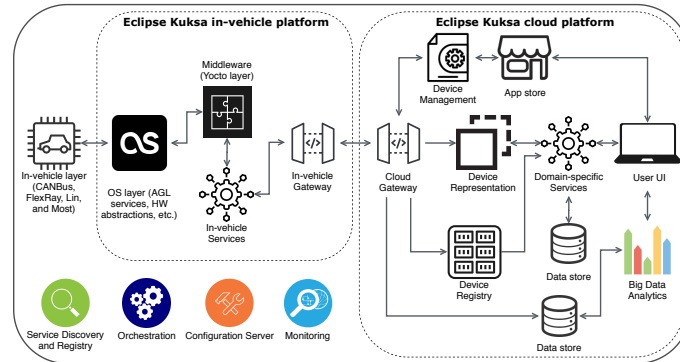 Eclipse Kuksa in-vehicle platform
Eclipse Kuksa cloud platform
Middleware
(Yocto layer)
Device
Management
App store
In-vehicle layer
(CANBus,
FlexRay, Lin,
and Most)
OS layer (AGL
services, HW
abstractions, etc.)
In-vehicle
Services
In-vehicle
Gateway
Cloud
Gateway
Device
Representation
Domain-specific
Services
User UI
Device
Registry
Data store
Big Data
Analytics
Data store
Service Discovery
and Registry
Orchestration
Configuration Server
Monitoring